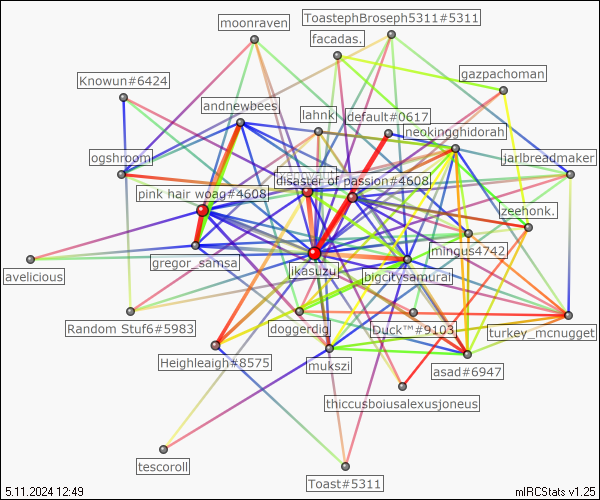 moonraven
ToastephBroseph5311#5311
facadas.
gazpachoman
Knowun#6424
andnewbees
lahnk
default#0617
neokingghidorah
ogshroom
jarlbreadmaker
disaster of passion#4608
pink hair woag#4608
zeehonk.
mingus4742
gregor_samsa
ikasuzu
bigcitysamurai
avelicious
Random Stuf6#5983
doggerdig
Duck™#9103
turkey_mcnugget
Heighleaigh#8575
mukszi
asad#6947
thiccusboiusalexusjoneus
tescoroll
Toast#5311
5.11.2024 12:49
mIRCStats v1.25